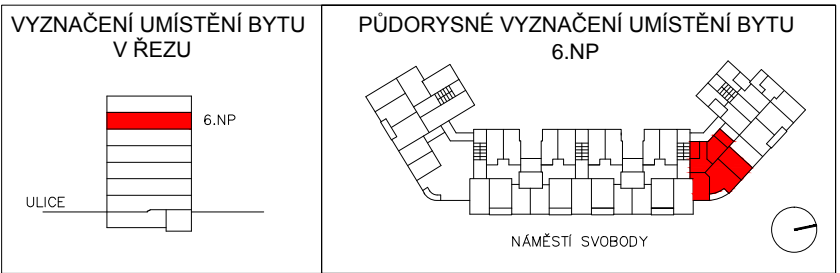 VYZNAČENÍ UMÍSTĚNÍ BYTU
V ŘEZU
6.NP
ULICE
PŮDORYSNÉ VYZNAČENÍ UMÍSTĚNÍ BYTU
6.NP
NÁMĚSTÍ SVOBODY